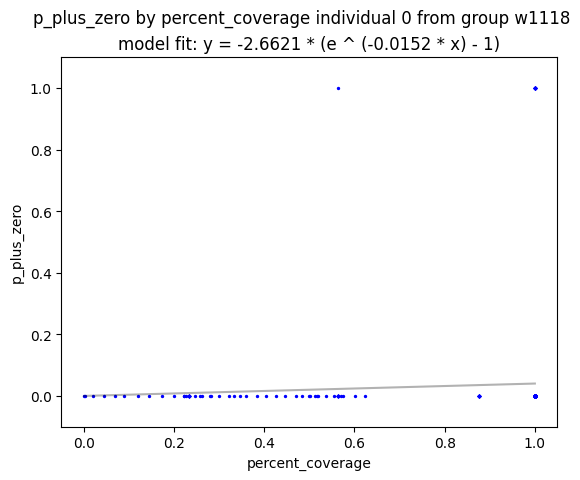 p_plus_zero by percent_coverage individual 0 from group w1118
model fit: y = -2.6621 * (e ^ (-0.0152 * x) - 1)
1.0
0.8
0.6
0.4
0.2
0.0
p_plus_zero
0.0 0.2 0.4 0.6 0.8 1.0
percent_coverage